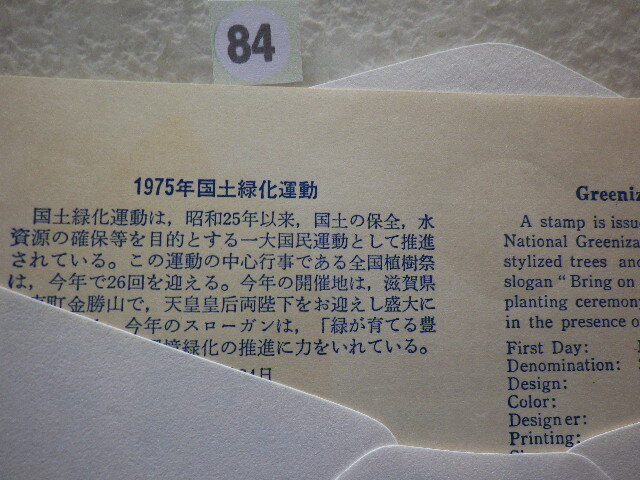 84
1975年国土緑化運動
国土緑化運動は，昭和25年以来，国土の保全，水
資源の確保等を目的とする一大国民運動として推進
されている。この運動の中心行事である全国植樹祭
は，今年で26回を迎える。今年の開催地は，滋賀県
町金勝山で，天皇皇后両陛下をお迎えし盛大に
今年のスローガンは，「緑が育てる豊
緑化の推進に力をいれている。
日
Greeniza
A stamp is issue
National Greeniza
stylized trees and
slogan "Bring on
planting ceremony
in the presence o
First Day:
Denomination:
Design:
Color:
Designer:
Printing: